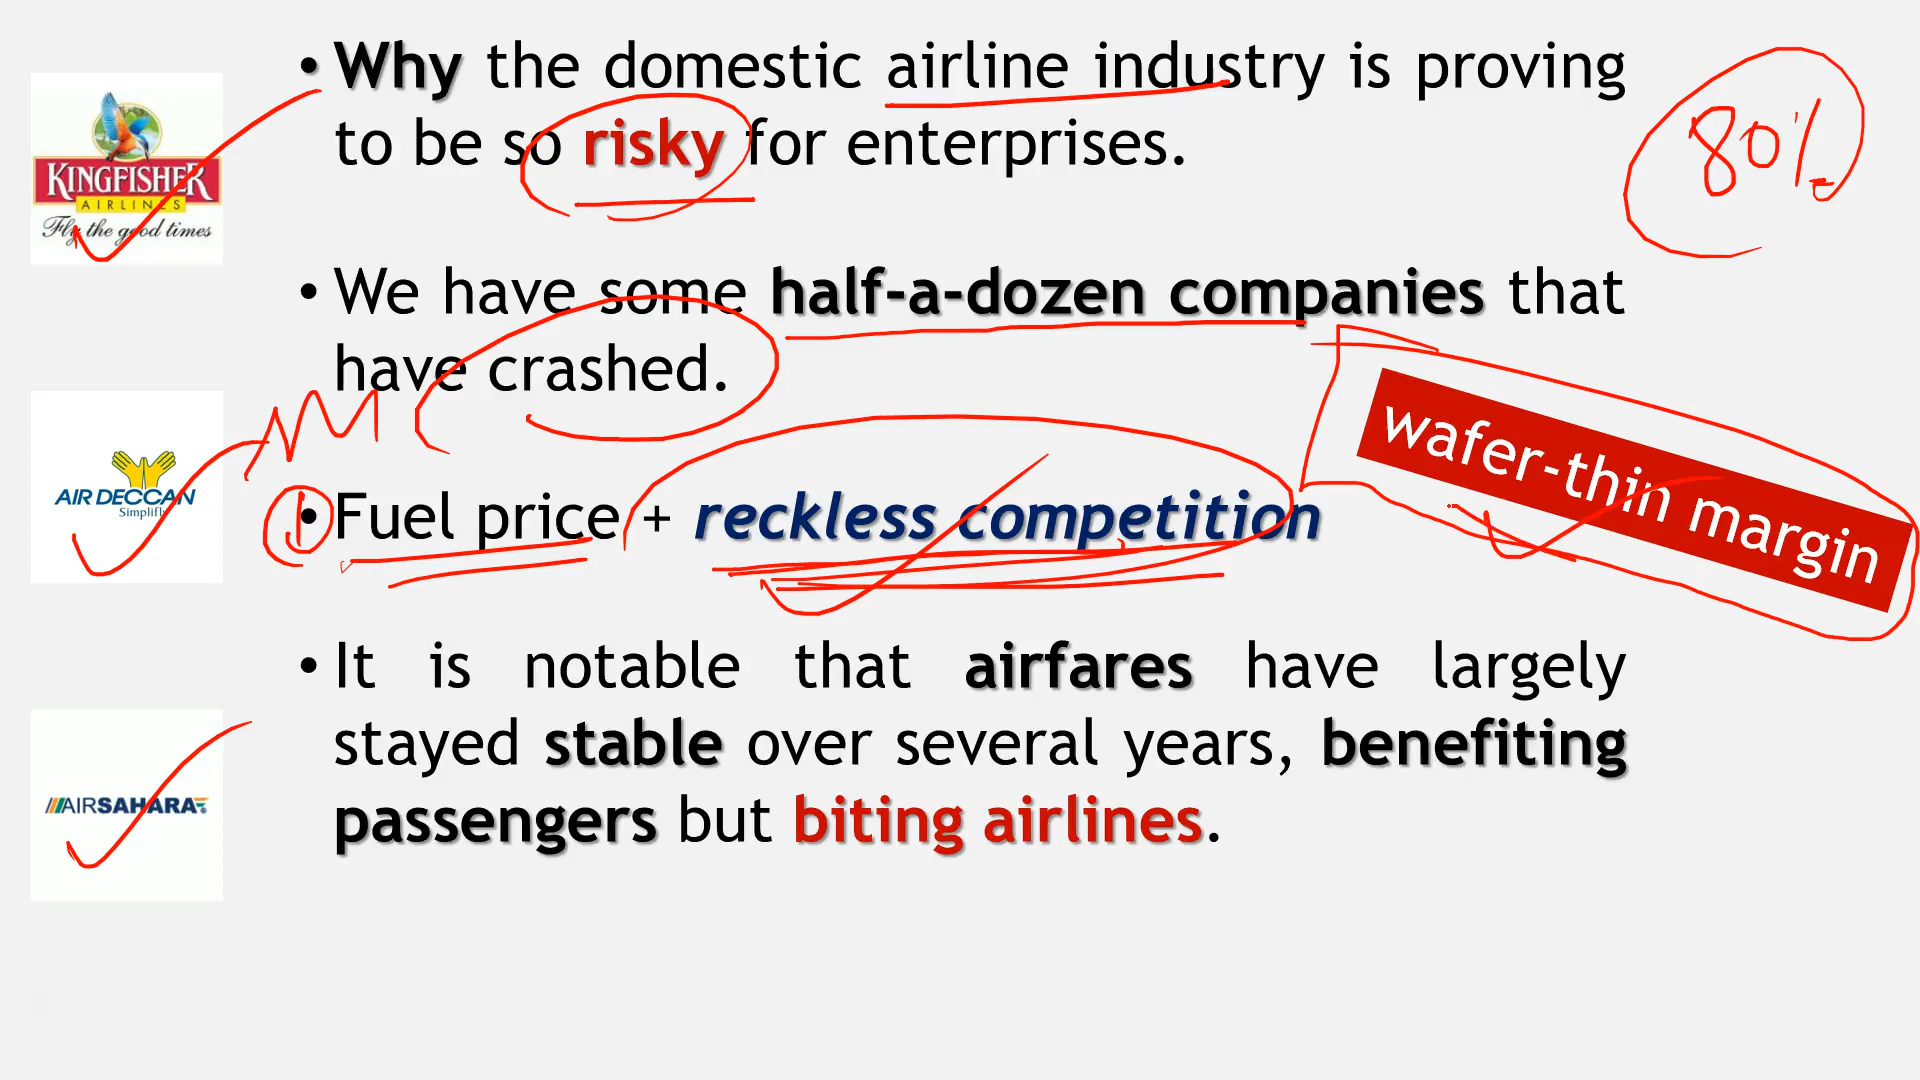 • Why the domestic airline industry is proving
to be so risky for enterprises.
80%
KINGFISHER
AIRLINES
Fly the good times
• We have some half-a-dozen companies that
have crashed.
wafer-thin margin
AIR DECCAN
Simplifly
• Fuel price + reckless competition
• It is notable that airfares have largely
stayed stable over several years, benefiting
passengers but biting airlines.
AIRSAHARA